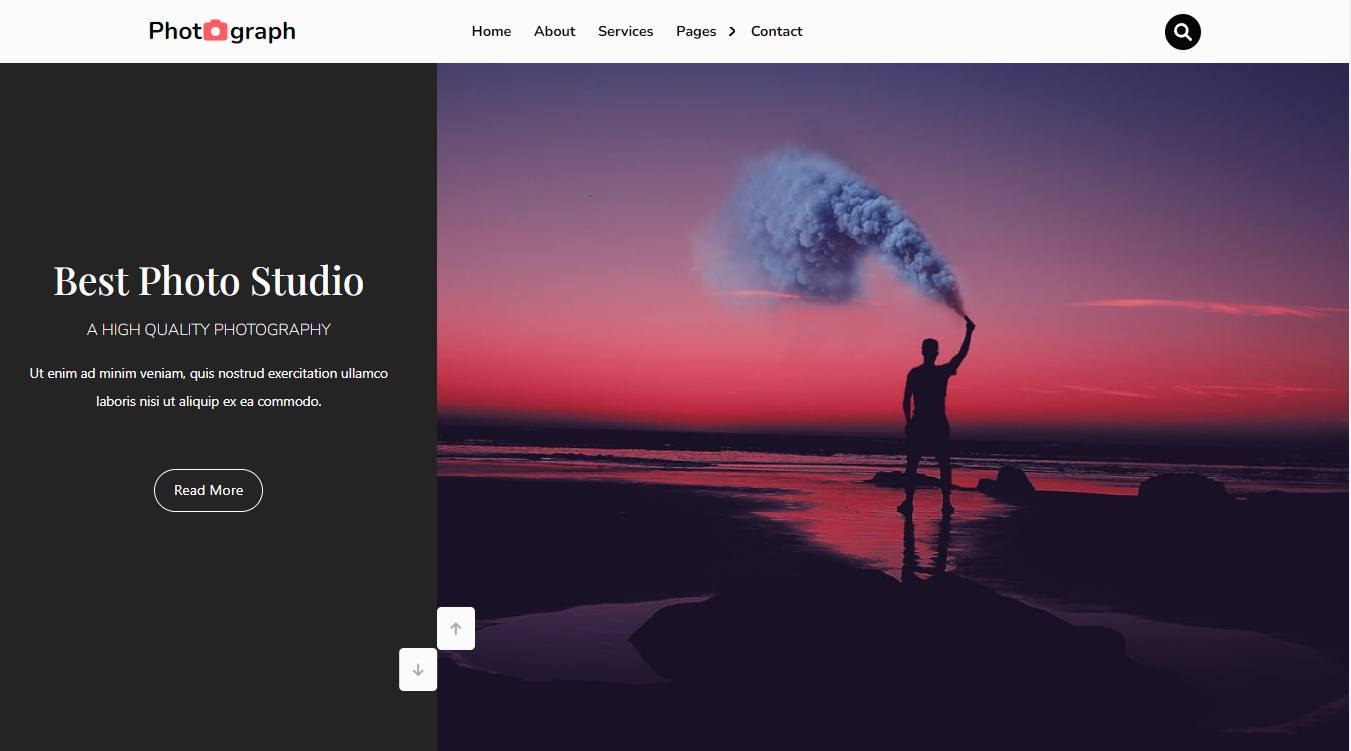 Photograph
Home About Services Pages Contact
Best Photo Studio
A HIGH QUALITY PHOTOGRAPHY
Ut enim ad minim veniam, quis nostrud exercitation ullamco
laboris nisi ut aliquip ex ea commodo.
Read More